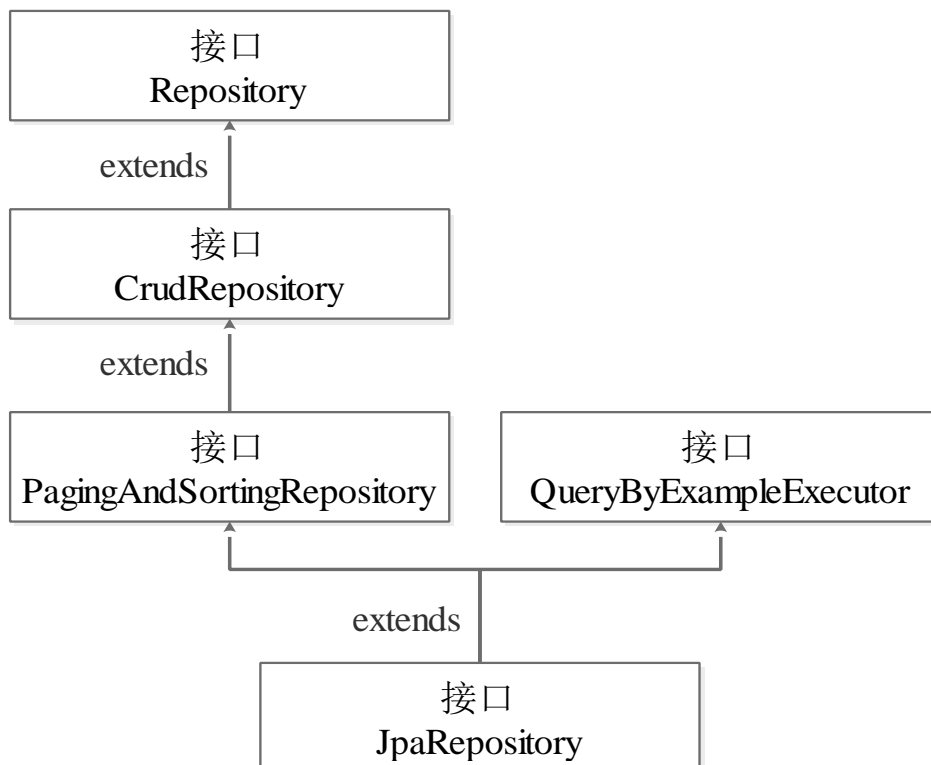 接口
Repository
extends
接口
CrudRepository
extends
接口
PagingAndSortingRepository
接口
QueryByExampleExecutor
extends
接口
JpaRepository